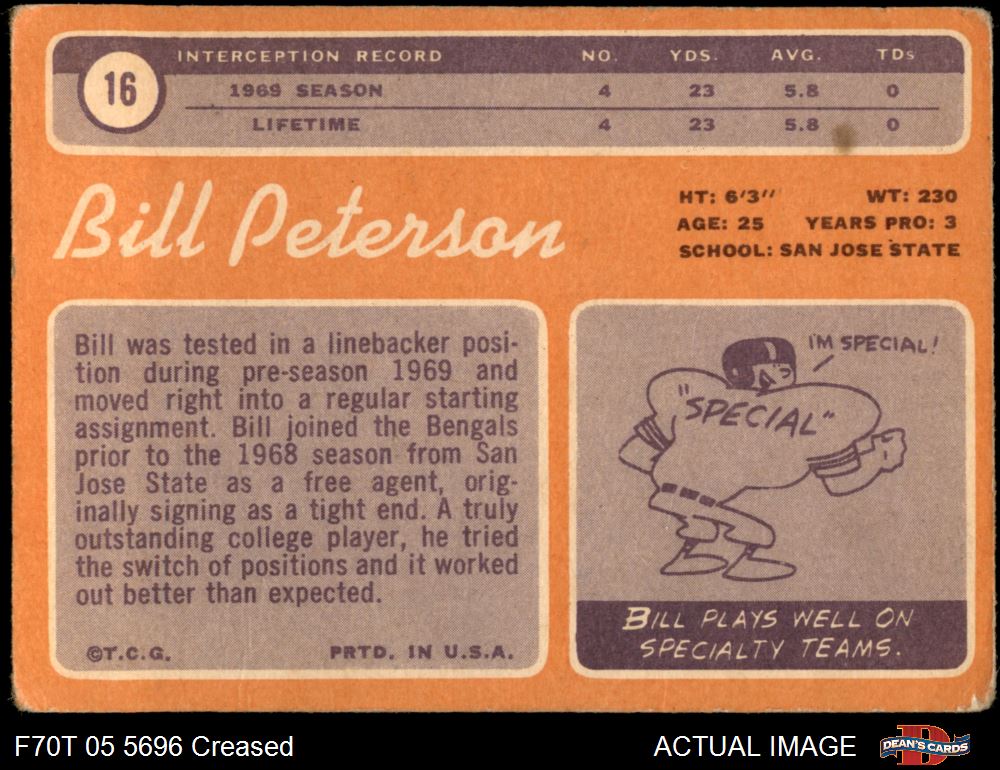 16
INTERCEPTION RECORD NO. YDS. AVG. TDs
1969 SEASON 4 23 5.8 0
LIFETIME 4 23 5.8 0
Bill Peterson
HT: 6'3" WT: 230
AGE: 25 YEARS PRO: 3
SCHOOL: SAN JOSE STATE
Bill was tested in a linebacker posi-
tion during pre-season 1969 and
moved right into a regular starting
assignment. Bill joined the Bengals
prior to the 1968 season from San
Jose State as a free agent, orig-
inally signing as a tight end. A truly
outstanding college player, he tried
the switch of positions and it worked
out better than expected.
©T.C.G. PRTD. IN U.S.A.
I'M SPECIAL!
"SPECIAL"
BILL PLAYS WELL ON
SPECIALTY TEAMS.
F70T 05 5696 Creased ACTUAL IMAGE
D
DEAN'S CARDS